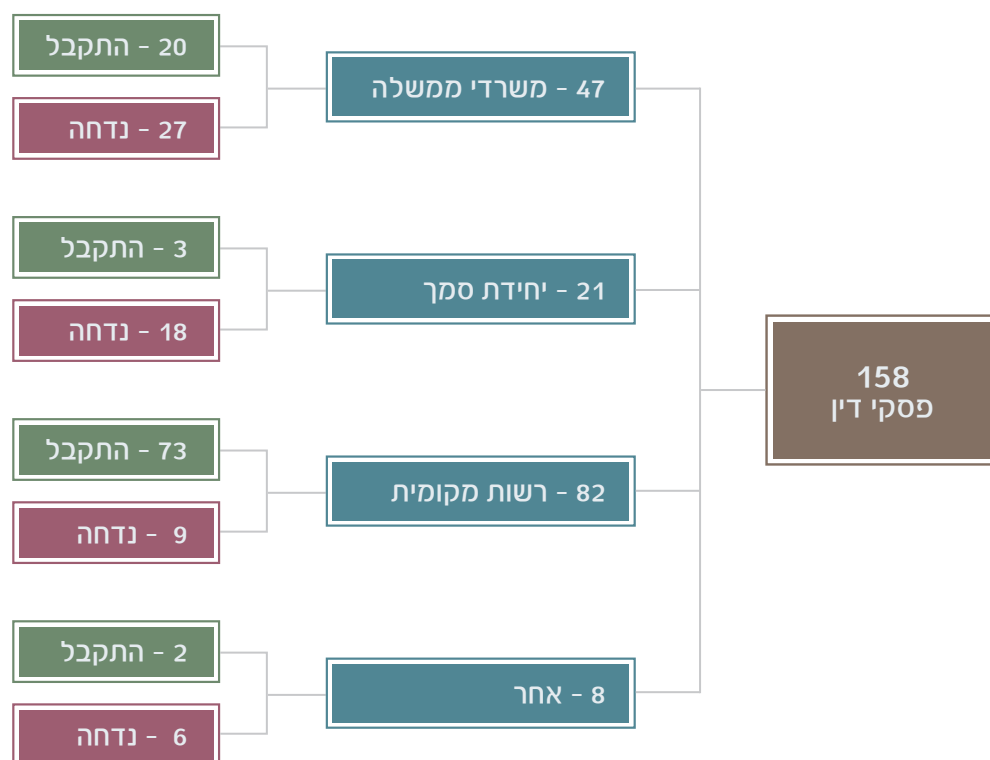 158
פסקי דין
47 - משרדי ממשלה
20 - התקבל
27 - נדחה
21 - יחידת סמך
3 - התקבל
18 - נדחה
82 - רשות מקומית
73 - התקבל
9 - נדחה
8 - אחר
2 - התקבל
6 - נדחה